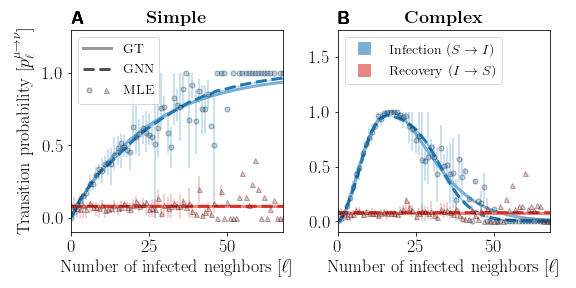 A Simple
Transition probability [p_ℓ^{μ→ν}]
1.0
0.5
0.0
GT
GNN
MLE
0 25 50
Number of infected neighbors [ℓ]
B Complex
1.5
1.0
0.5
0.0
Infection (S → I)
Recovery (I → S)
0 25 50
Number of infected neighbors [ℓ]